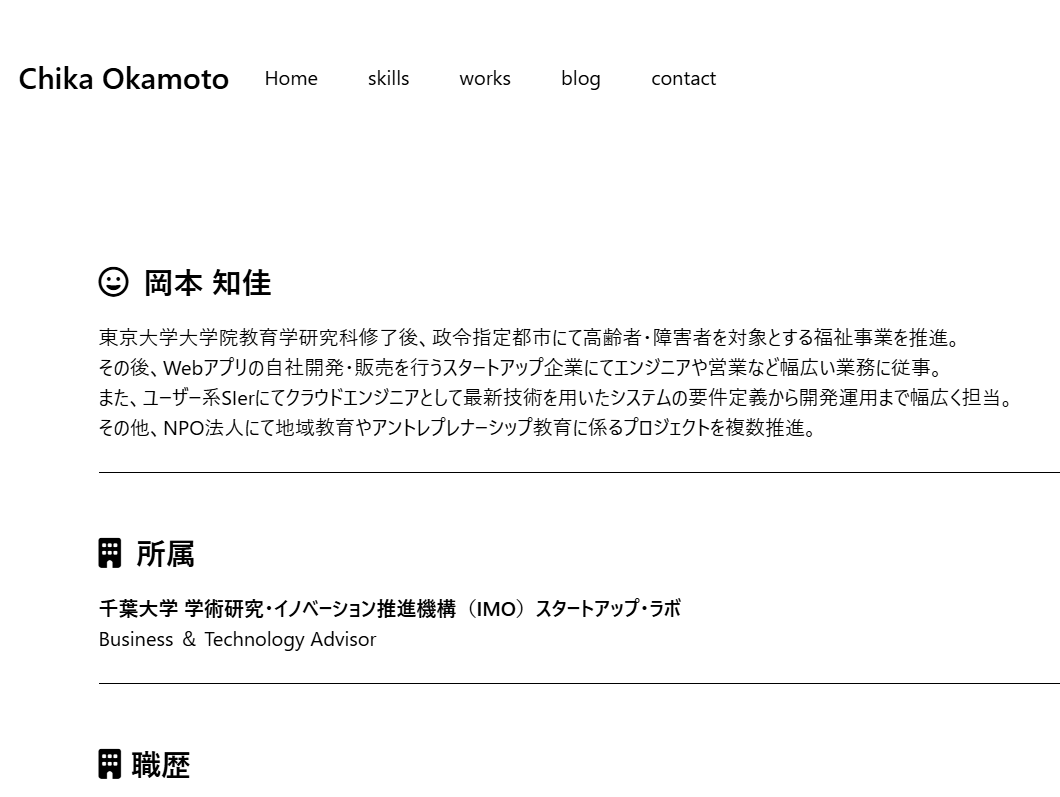 Chika Okamoto Home skills works blog contact
岡本 知佳
東京大学大学院教育学研究科修了後、政令指定都市にて高齢者・障害者を対象とする福祉事業を推進。
その後、Webアプリの自社開発・販売を行うスタートアップ企業にてエンジニアや営業など幅広い業務に従事。
また、ユーザー系SIerにてクラウドエンジニアとして最新技術を用いたシステムの要件定義から開発運用まで幅広く担当。
その他、NPO法人にて地域教育やアントレプレナーシップ教育に係るプロジェクトを複数推進。
所属
千葉大学 学術研究・イノベーション推進機構（IMO）スタートアップ・ラボ
Business ＆ Technology Advisor
職歴